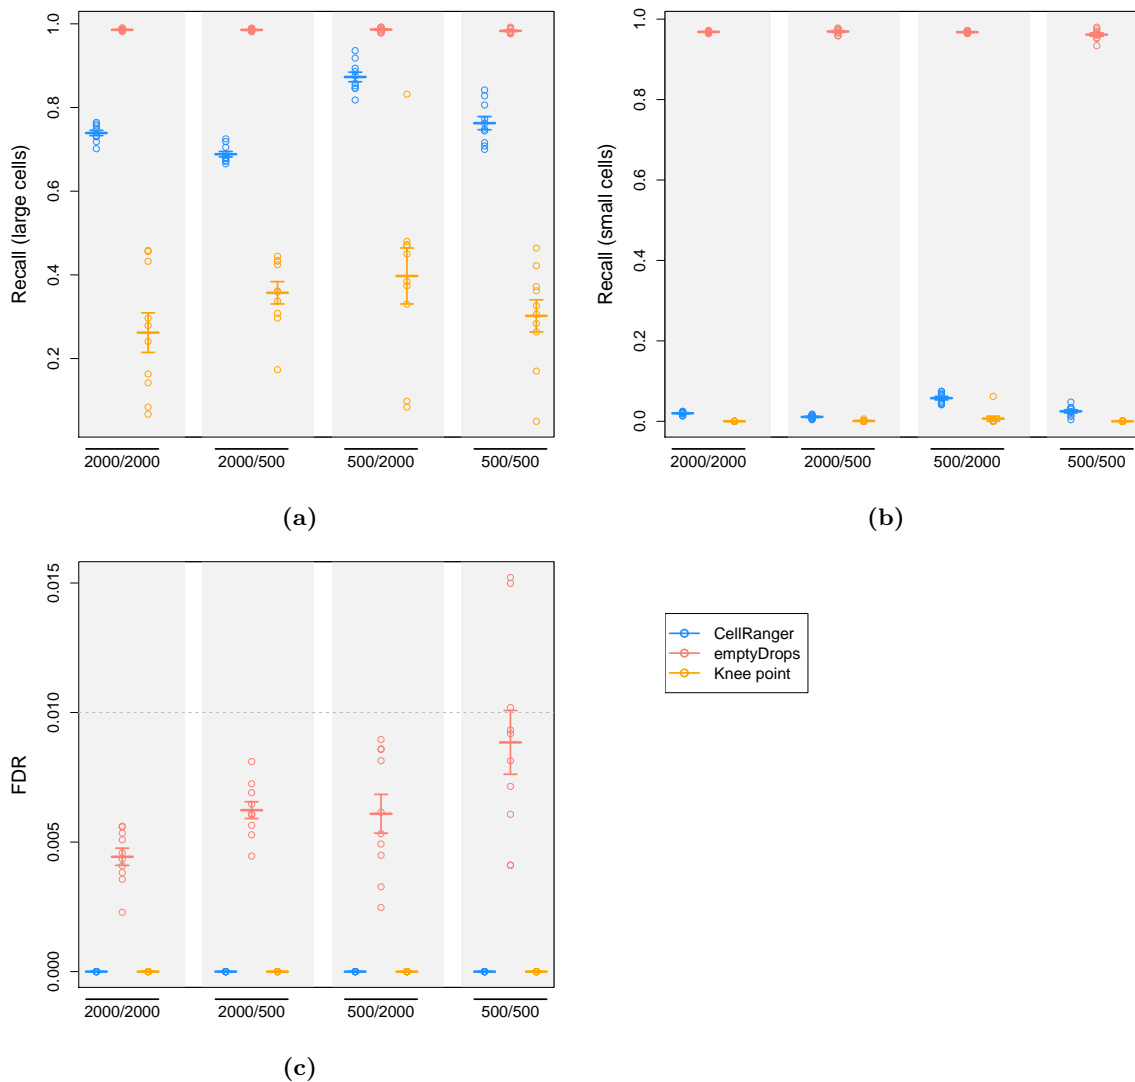 1.0
0.8
0.6
0.4
0.2
Recall (large cells)
2000/2000 2000/500 500/2000 500/500
(a)
1.0
0.8
0.6
0.4
0.2
0.0
Recall (small cells)
2000/2000 2000/500 500/2000 500/500
(b)
0.015
0.010
0.005
0.000
FDR
2000/2000 2000/500 500/2000 500/500
(c)
CellRanger
emptyDrops
Knee point